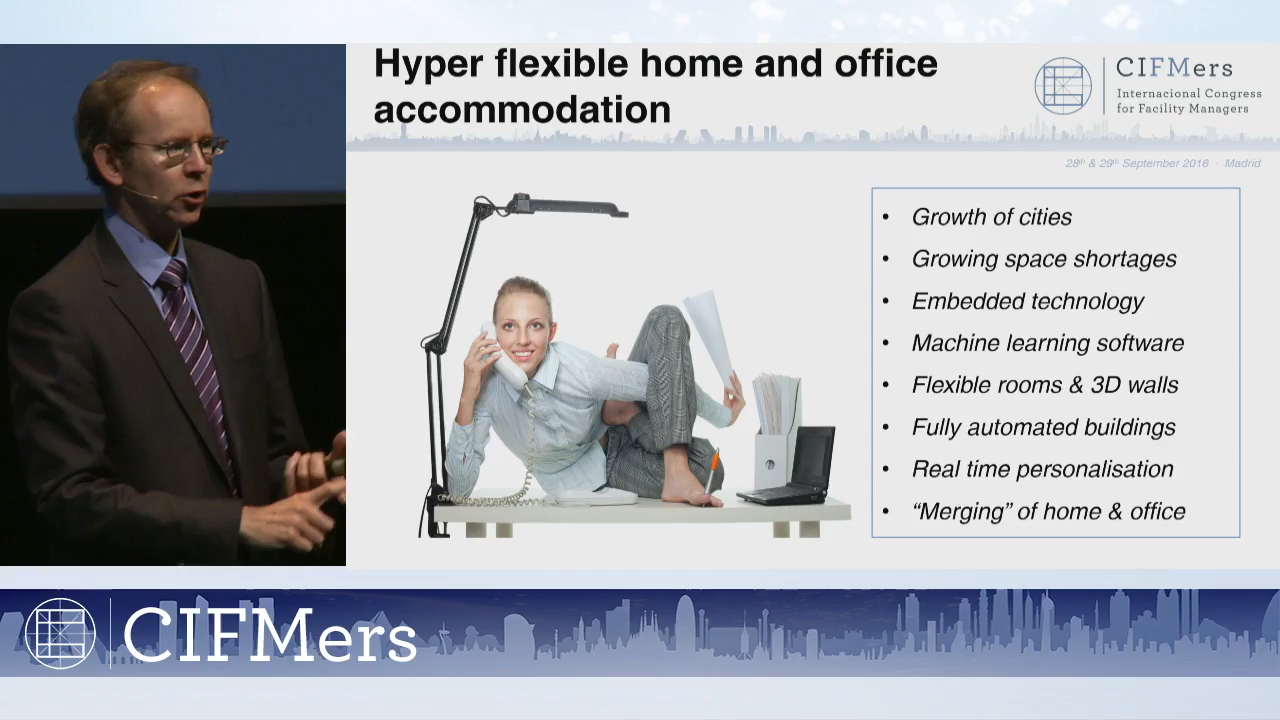 Hyper flexible home and office
accommodation
CIFMers
Internacional Congress
for Facility Managers
28th & 29th September 2016 · Madrid
• Growth of cities
• Growing space shortages
• Embedded technology
• Machine learning software
• Flexible rooms & 3D walls
• Fully automated buildings
• Real time personalisation
• “Merging” of home & office
CIFMers